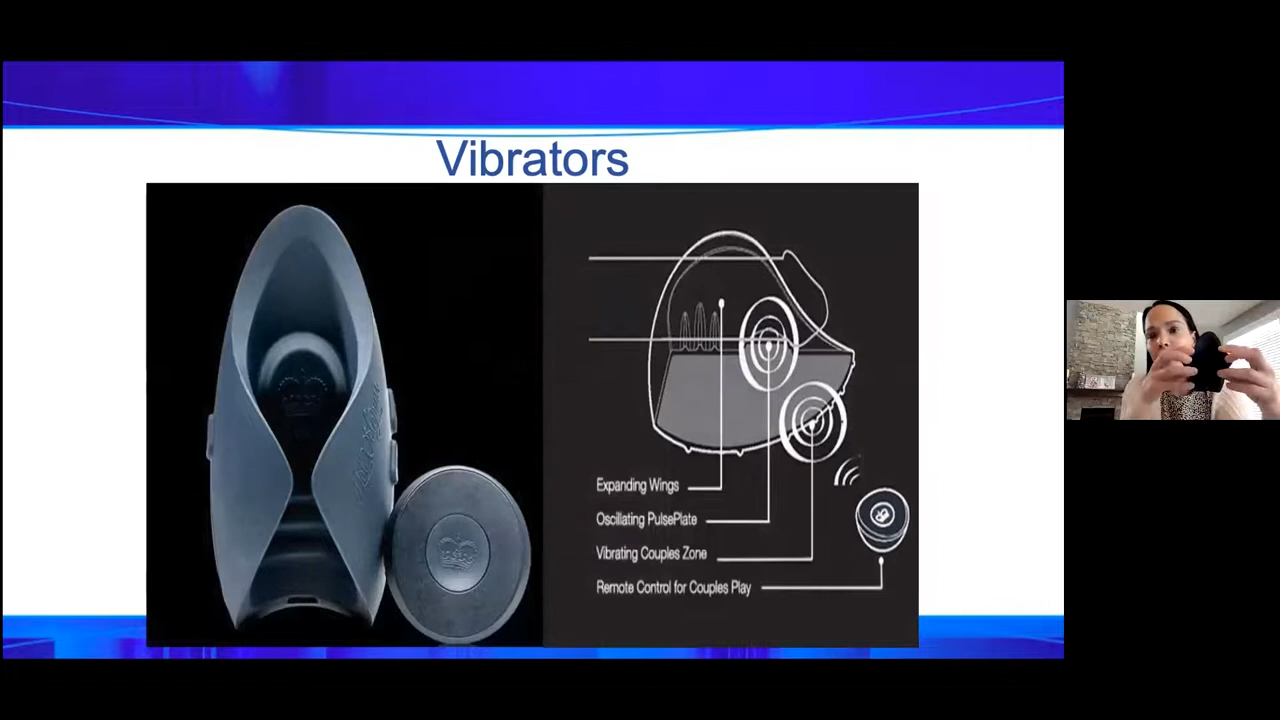 Vibrators
Expanding Wings
Oscillating PulsePlate
Vibrating Couples Zone
Remote Control for Couples Play